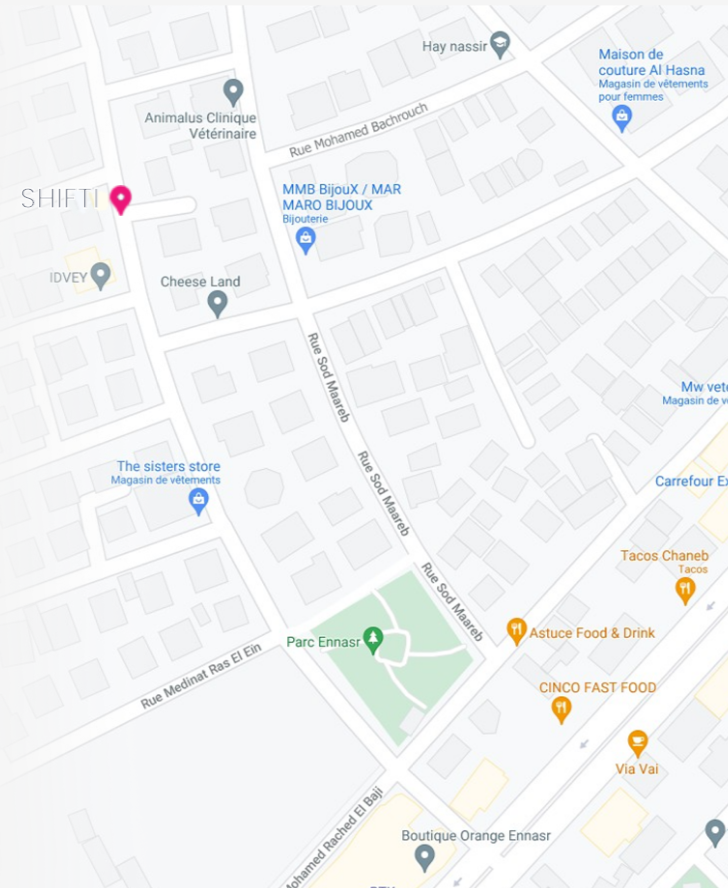 Hay nassir
Maison de
couture Al Hasna
Magasin de vêtements
pour femmes
Animalus Clinique
Vétérinaire
Rue Mohamed Bachrouch
SHIFTI
MMB BijouX / MAR
MARO BIJOUX
Bijouterie
IDVEY
Cheese Land
Rue Sod Maareb
Mw vete
Magasin de v
The sisters store
Magasin de vêtements
Rue Sod Maareb
Carrefour Ex
Tacos Chaneb
Tacos
Rue Sod Maareb
Astuce Food & Drink
Parc Ennasr
Rue Medinat Ras El Ein
CINCO FAST FOOD
Via Vai
Mohamed Rached El Baji
Boutique Orange Ennasr